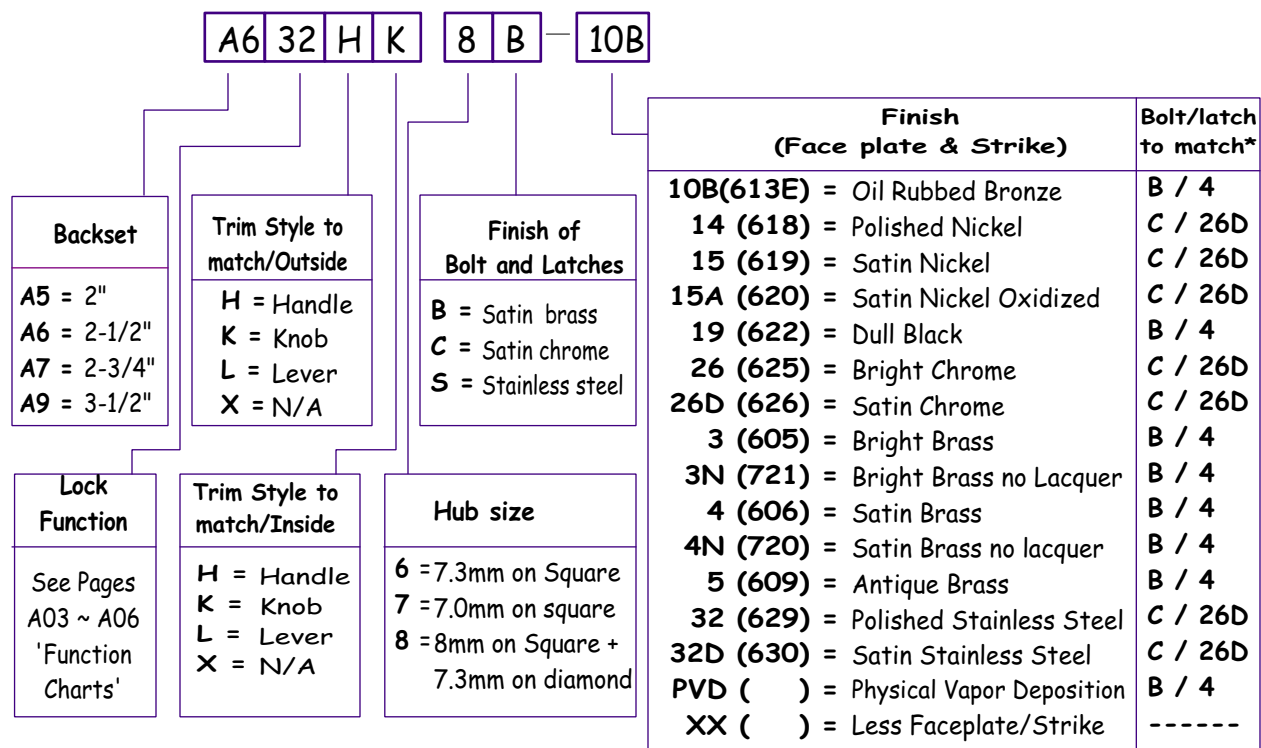 A6 32 H K 8 B — 10B
Backset
A5 = 2"
A6 = 2-1/2"
A7 = 2-3/4"
A9 = 3-1/2"
Trim Style to
match/Outside
H = Handle
K = Knob
L = Lever
X = N/A
Finish of
Bolt and Latches
B = Satin brass
C = Satin chrome
S = Stainless steel
Lock
Function
See Pages
A03 ~ A06
'Function
Charts'
Trim Style to
match/Inside
H = Handle
K = Knob
L = Lever
X = N/A
Hub size
6 =7.3mm on Square
7 =7.0mm on square
8 =8mm on Square +
7.3mm on diamond
Finish
(Face plate & Strike)
Bolt/latch
to match*
10B(613E) = Oil Rubbed Bronze B / 4
14 (618) = Polished Nickel C / 26D
15 (619) = Satin Nickel C / 26D
15A (620) = Satin Nickel Oxidized C / 26D
19 (622) = Dull Black B / 4
26 (625) = Bright Chrome C / 26D
26D (626) = Satin Chrome C / 26D
3 (605) = Bright Brass B / 4
3N (721) = Bright Brass no Lacquer B / 4
4 (606) = Satin Brass B / 4
4N (720) = Satin Brass no lacquer B / 4
5 (609) = Antique Brass B / 4
32 (629) = Polished Stainless Steel C / 26D
32D (630) = Satin Stainless Steel C / 26D
PVD ( ) = Physical Vapor Deposition B / 4
XX ( ) = Less Faceplate/Strike ------